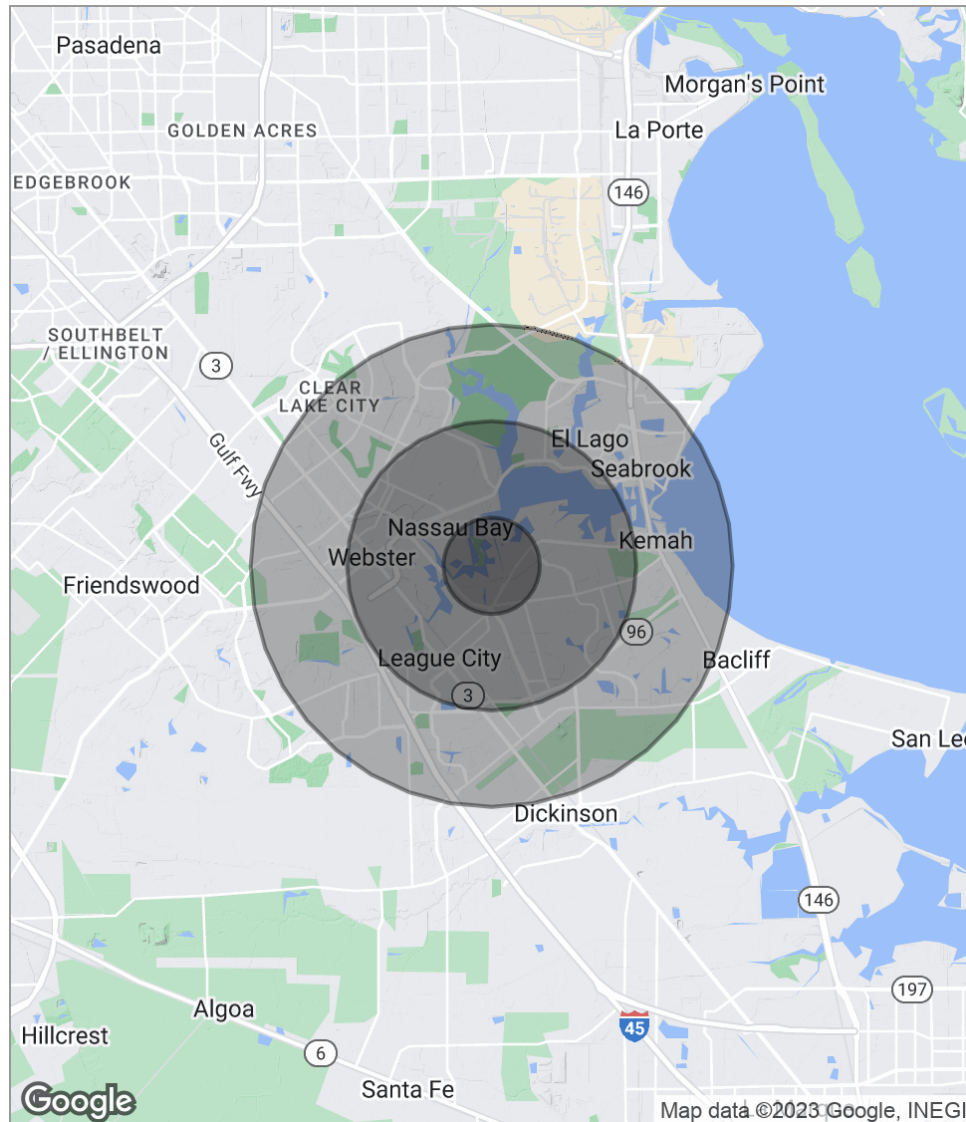 Pasadena
Morgan's Point
GOLDEN ACRES
La Porte
EDGEBROOK
146
SOUTHBELT
/ ELLINGTON
3
CLEAR
LAKE CITY
Gulf Fwy
El Lago
Seabrook
Nassau Bay
Kemah
Webster
Friendswood
96
League City
Bacliff
3
San Leo
Dickinson
146
197
Algoa
45
Hillcrest
6
Santa Fe
Google
Map data ©2023 Google, INEGI